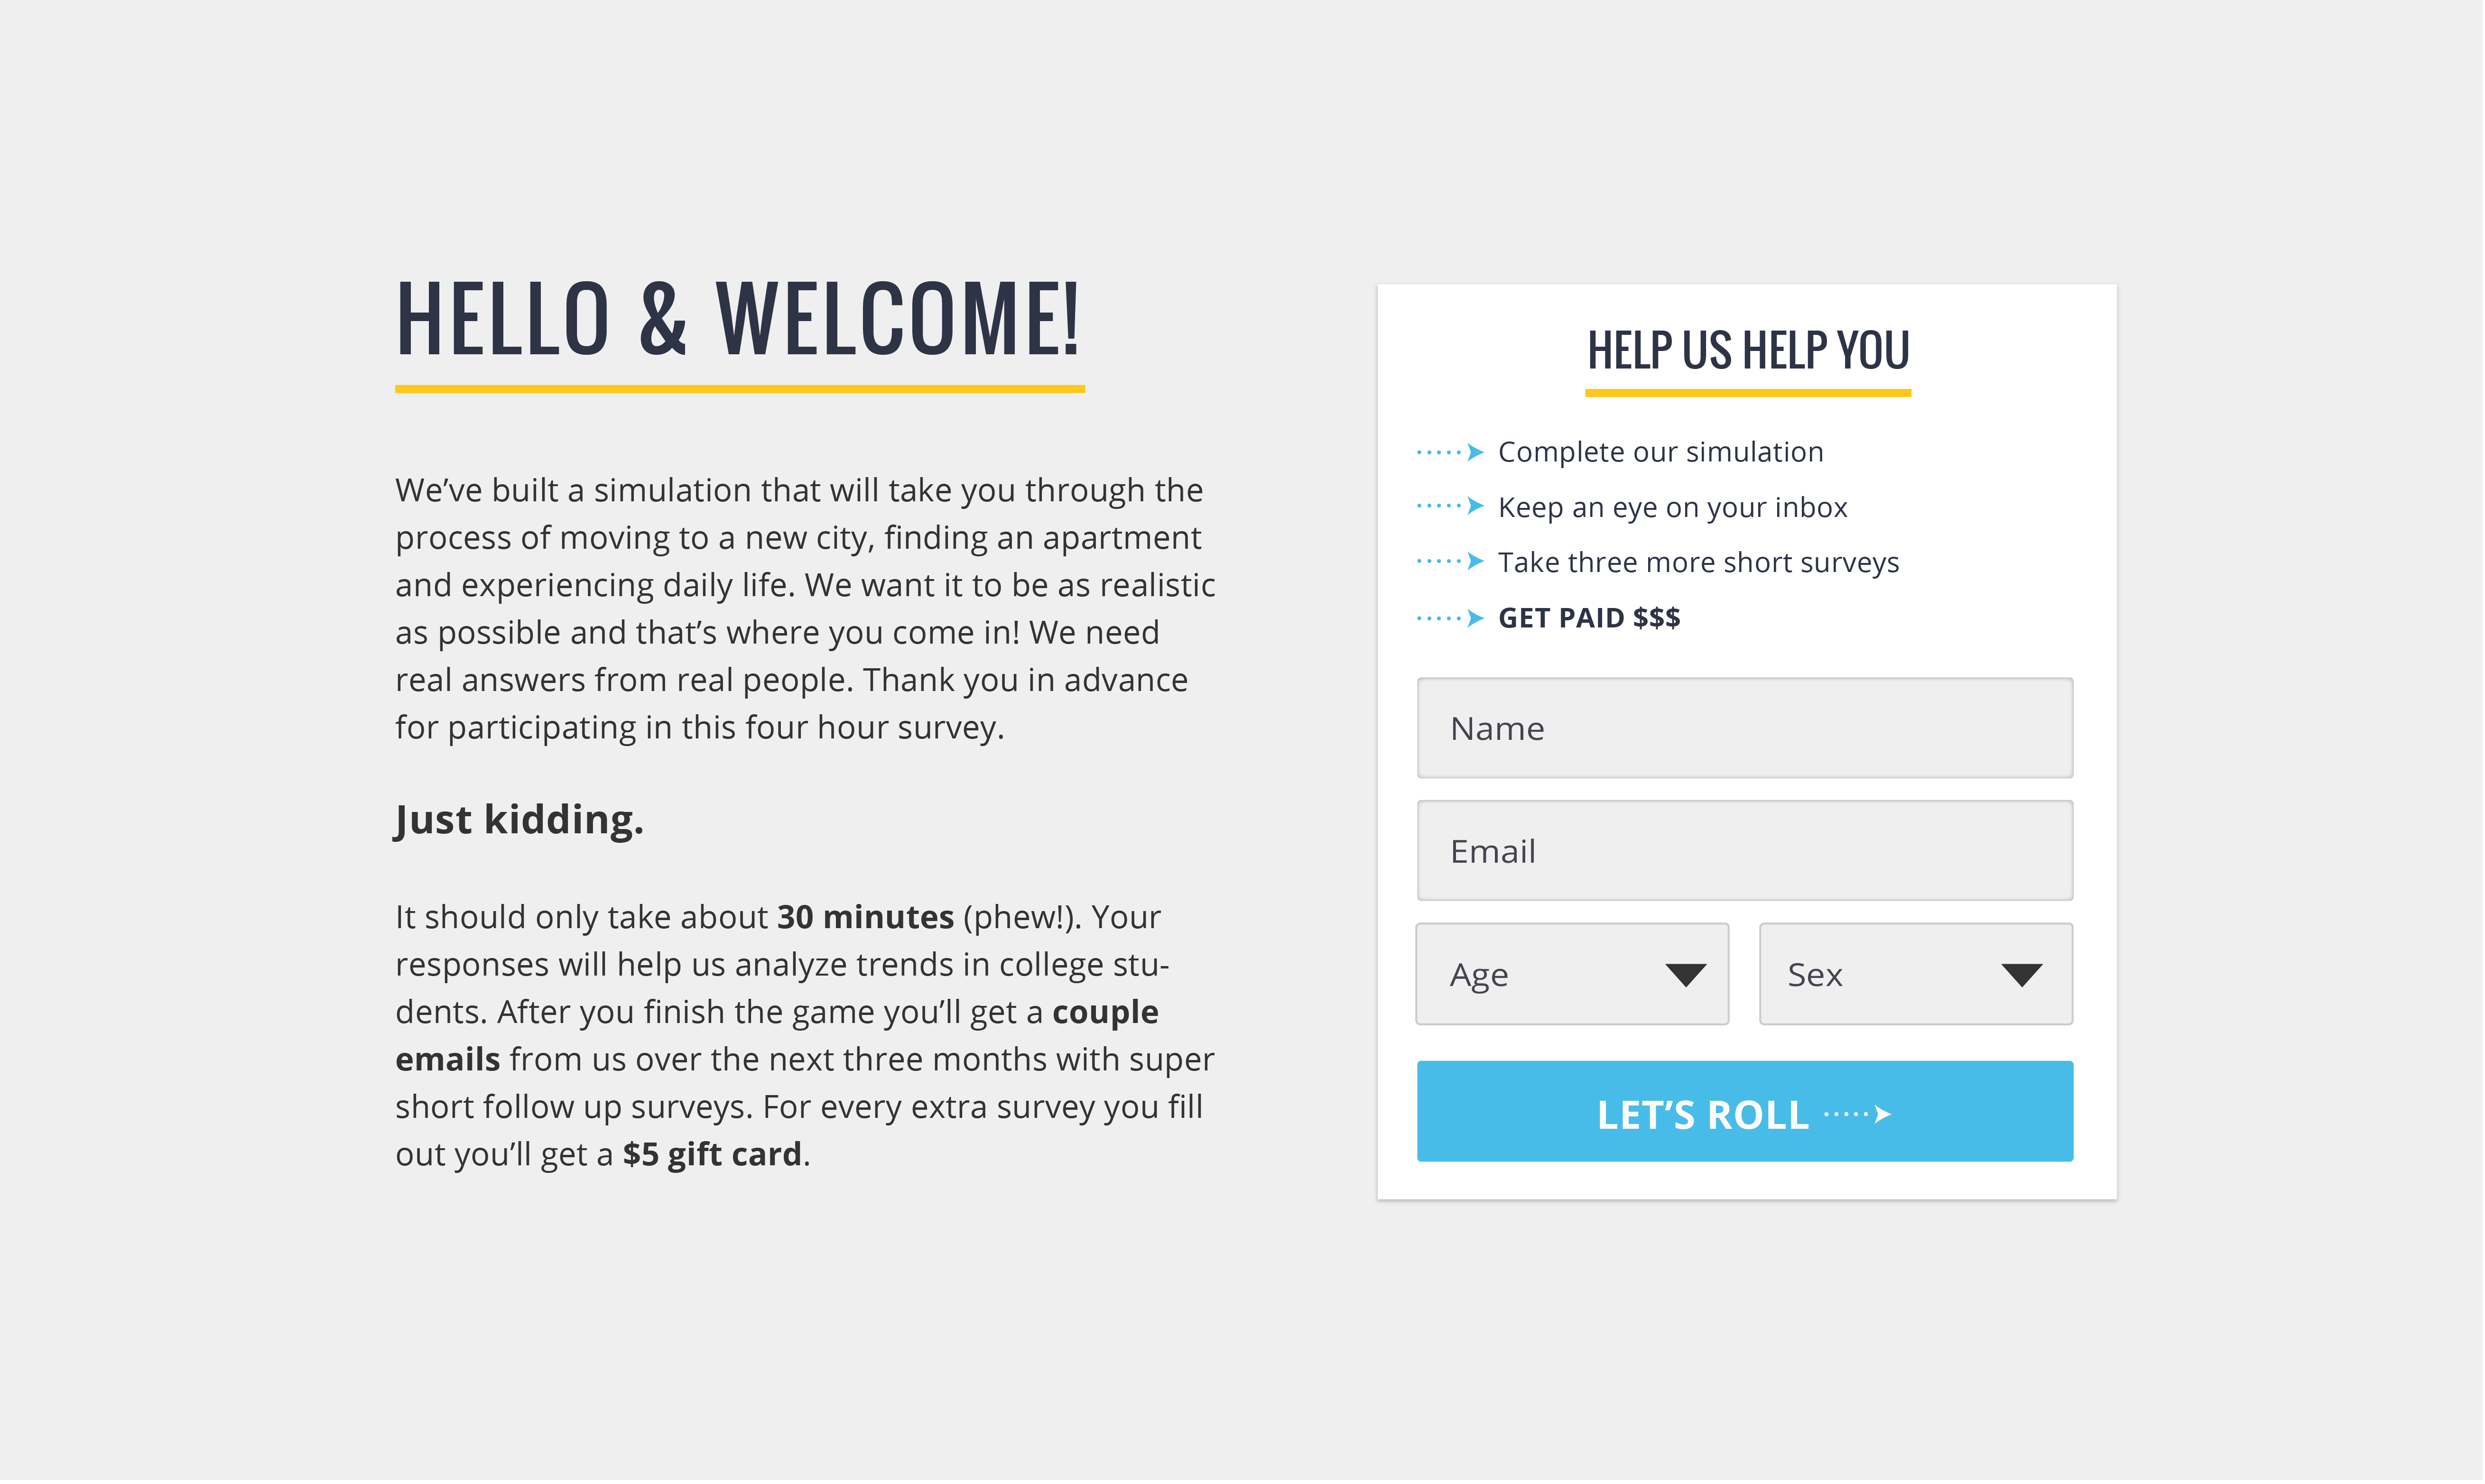 HELLO & WELCOME!
We’ve built a simulation that will take you through the
process of moving to a new city, finding an apartment
and experiencing daily life. We want it to be as realistic
as possible and that’s where you come in! We need
real answers from real people. Thank you in advance
for participating in this four hour survey.
Just kidding.
It should only take about 30 minutes (phew!). Your
responses will help us analyze trends in college stu-
dents. After you finish the game you’ll get a couple
emails from us over the next three months with super
short follow up surveys. For every extra survey you fill
out you’ll get a $5 gift card.
HELP US HELP YOU
Complete our simulation
Keep an eye on your inbox
Take three more short surveys
GET PAID $$$
Name
Email
Age
Sex
LET’S ROLL